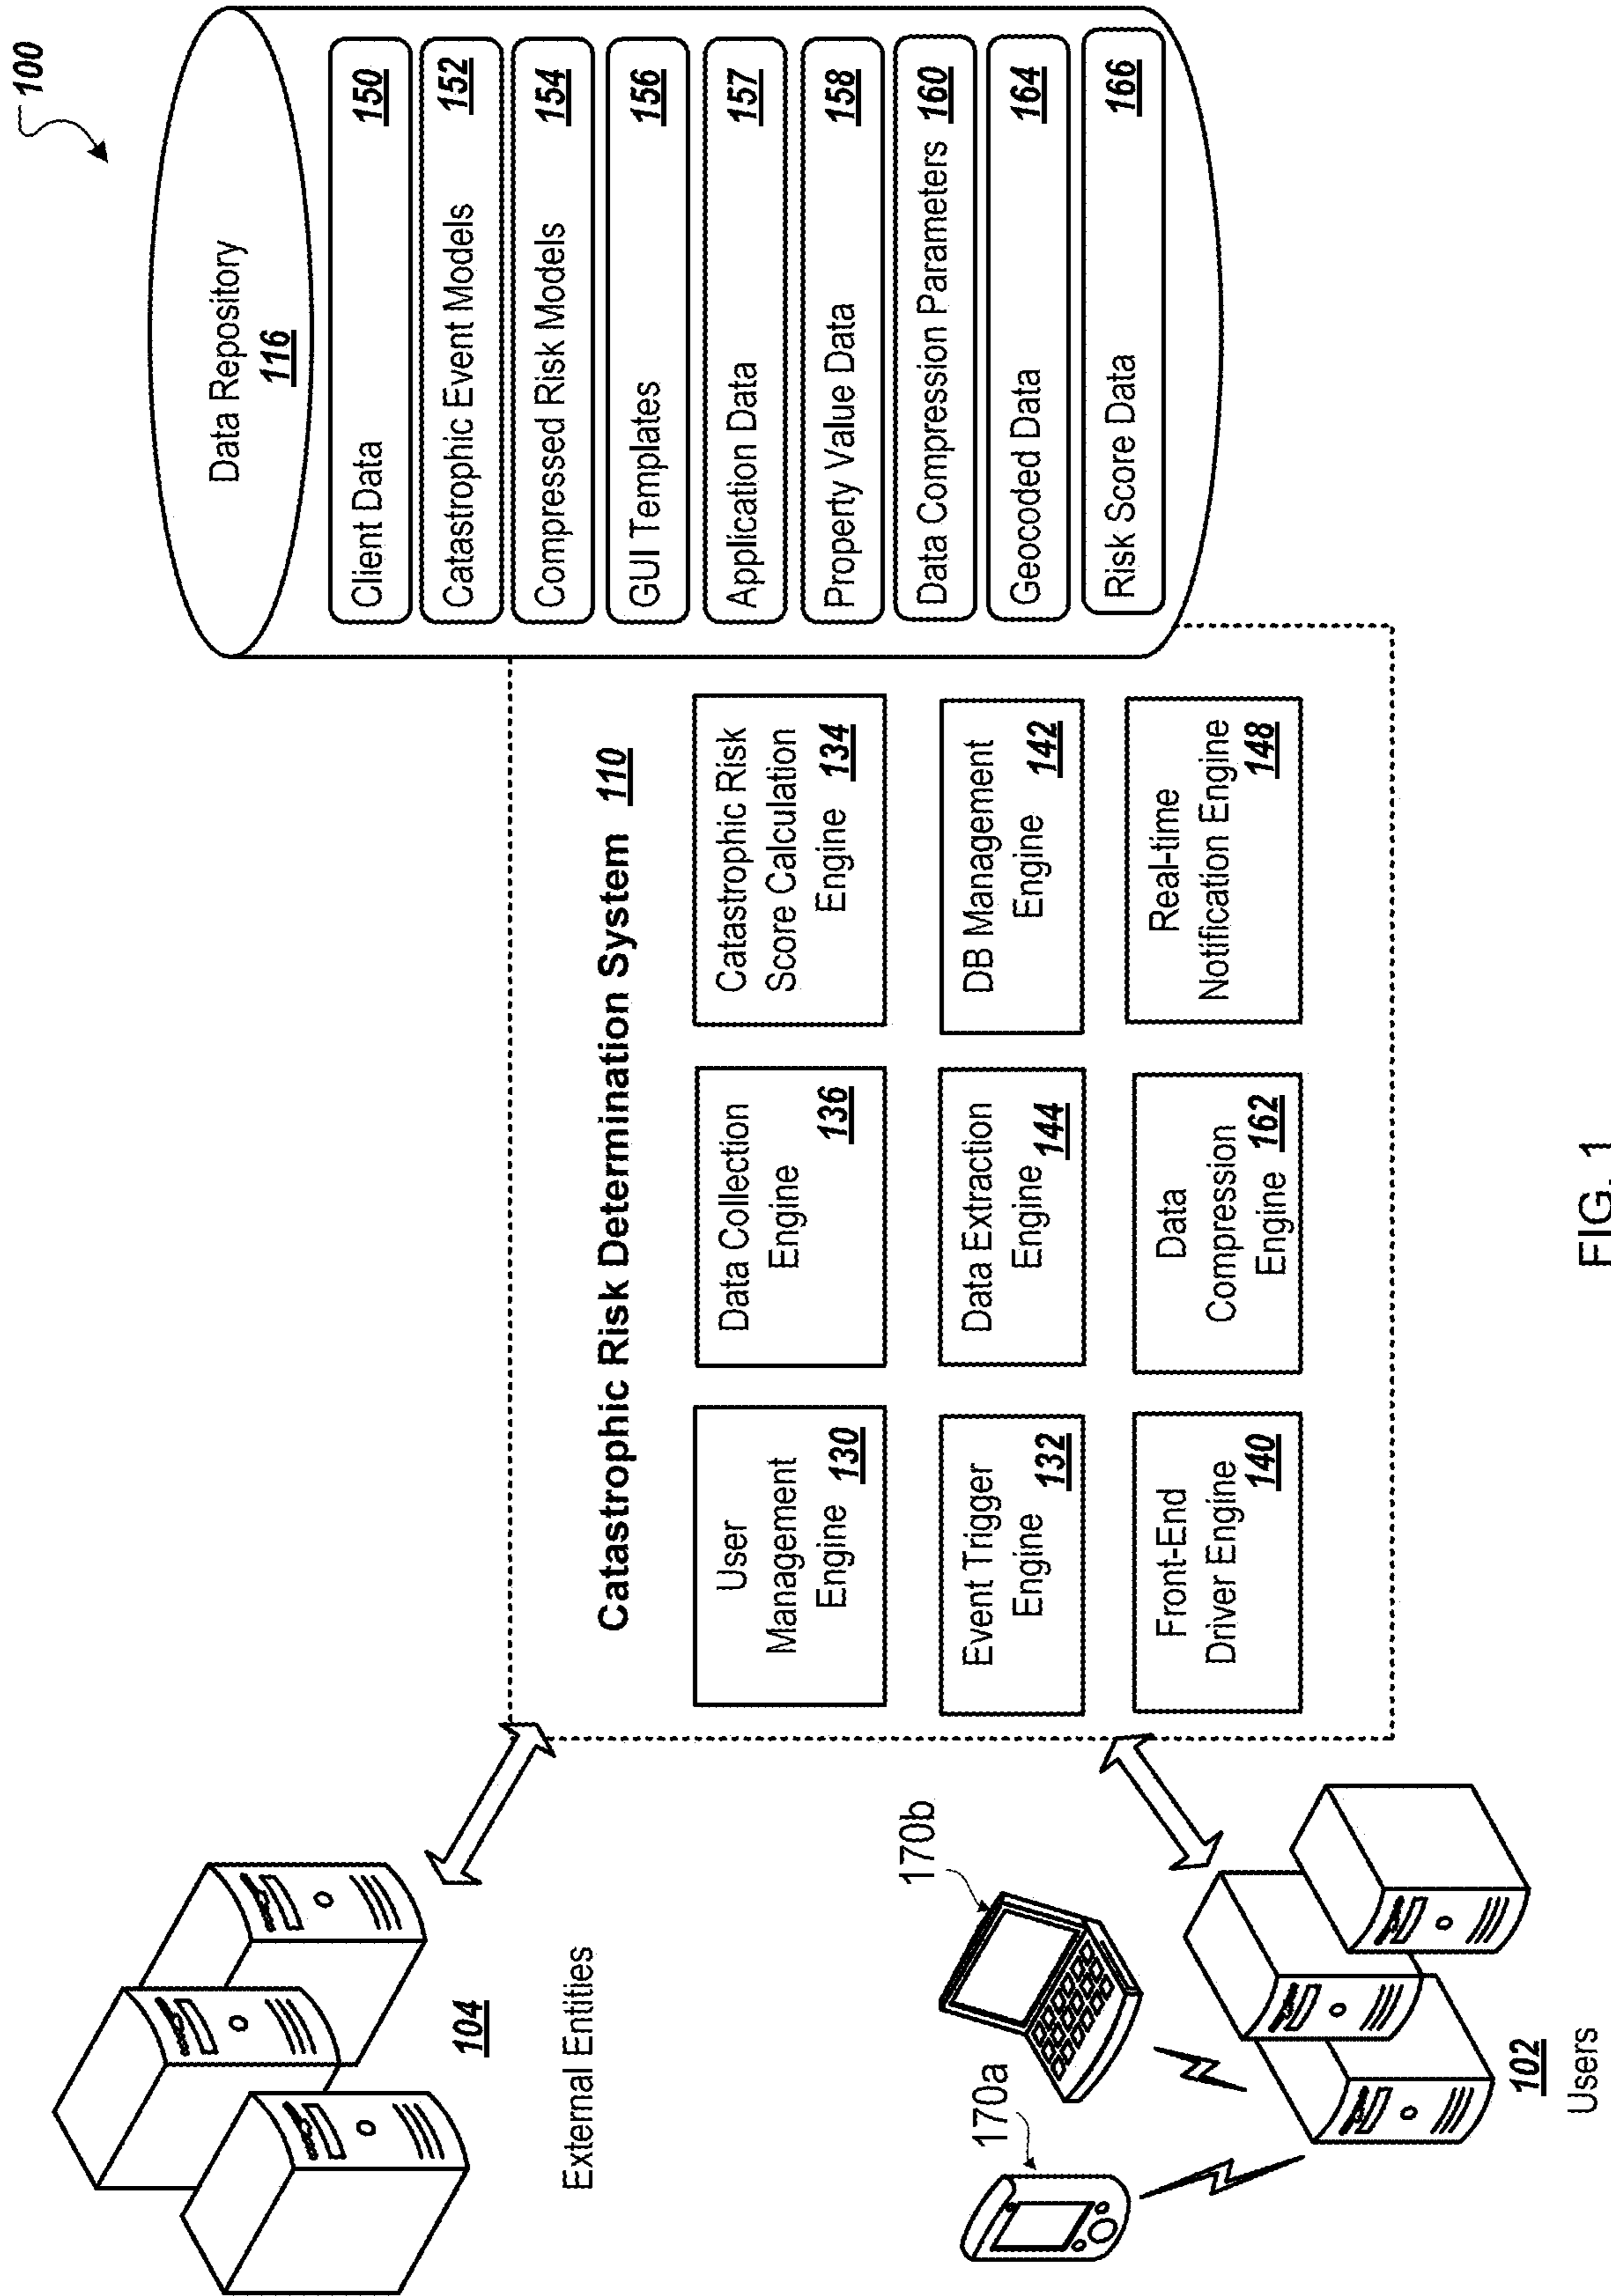 100
Data Repository
116
Client Data 150
Catastrophic Event Models 152
Compressed Risk Models 154
GUI Templates 156
Application Data 157
Property Value Data 158
Data Compression Parameters 160
Geocoded Data 164
Risk Score Data 166
Catastrophic Risk Determination System 110
User
Management
Engine 130
Data Collection
Engine
136
Catastrophic Risk
Score Calculation
Engine 134
Event Trigger
Engine 132
Data Extraction
Engine 144
DB Management
Engine 142
Front-End
Driver Engine
140
Data
Compression
Engine 162
Real-time
Notification Engine
148
104
External Entities
170a
170b
102
Users
FIG. 1